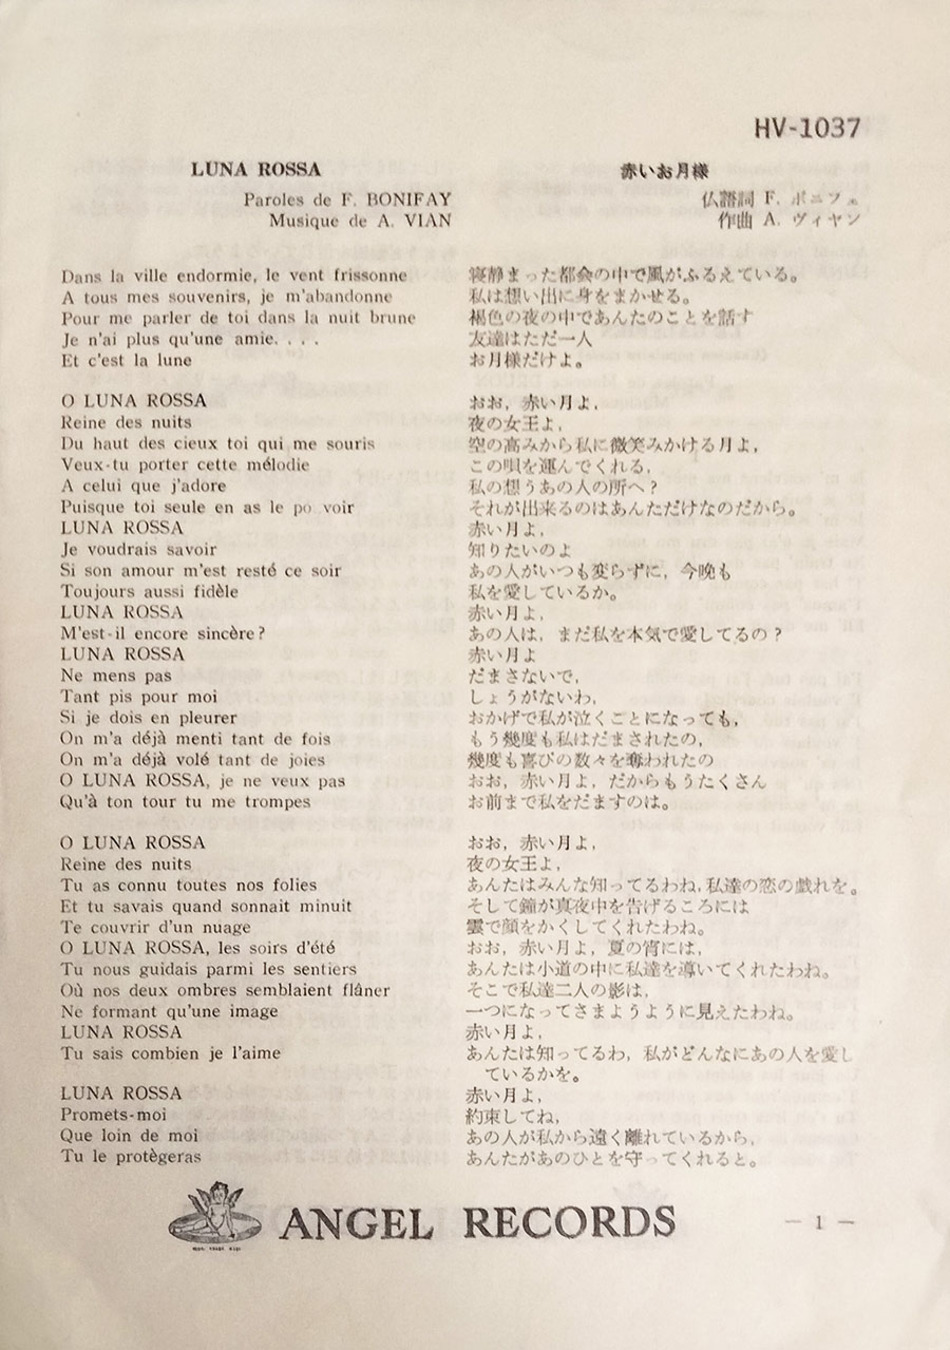 HV-1037
LUNA ROSSA
Paroles de F. BONIFAY
Musique de A. VIAN
Dans la ville endormie, le vent frissonne
A tous mes souvenirs, je m'abandonne
Pour me parler de toi dans la nuit brune
Je n'ai plus qu'une amie. . . .
Et c'est la lune
O LUNA ROSSA
Reine des nuits
Du haut des cieux toi qui me souris
Veux-tu porter cette mélodie
A celui que j'adore
Puisque toi seule en as le po voir
LUNA ROSSA
Je voudrais savoir
Si son amour m'est resté ce soir
Toujours aussi fidèle
LUNA ROSSA
M'est-il encore sincère?
LUNA ROSSA
Ne mens pas
Tant pis pour moi
Si je dois en pleurer
On m'a déjà menti tant de fois
On m'a déjà volé tant de joies
O LUNA ROSSA, je ne veux pas
Qu'à ton tour tu me trompes
O LUNA ROSSA
Reine des nuits
Tu as connu toutes nos folies
Et tu savais quand sonnait minuit
Te couvrir d'un nuage
O LUNA ROSSA, les soirs d'été
Tu nous guidais parmi les sentiers
Où nos deux ombres semblaient flâner
Ne formant qu'une image
LUNA ROSSA
Tu sais combien je l'aime
LUNA ROSSA
Promets-moi
Que loin de moi
Tu le protègeras
赤いお月様
仏語詞 F. ボニフェ
作曲 A. ヴィヤン
寝静まった都会の中で風がふるえている。
私は想い出に身をまかせる。
褐色の夜の中であんたのことを話す
友達はただ一人
お月様だけよ。
おお，赤い月よ，
夜の女王よ，
空の高みから私に微笑みかける月よ，
この唄を運んでくれる，
私の想うあの人の所へ？
それが出来るのはあんただけなのだから。
赤い月よ，
知りたいのよ
あの人がいつも変らずに，今晩も
私を愛しているか。
赤い月よ，
あの人は，まだ私を本気で愛してるの？
赤い月よ
だまさないで，
しょうがないわ，
おかげで私が泣くことになっても，
もう幾度も私はだまされたの，
幾度も喜びの数々を奪われたの
おお，赤い月よ，だからもうたくさん
お前まで私をだますのは。
おお，赤い月よ，
夜の女王よ，
あんたはみんな知ってるわね，私達の恋の戯れを。
そして鐘が真夜中を告げるころには
雲で顔をかくしてくれたわね。
おお，赤い月よ，夏の宵には，
あんたは小道の中に私達を導いてくれたわね。
そこで私達二人の影は，
一つになってさまようように見えたわね。
赤い月よ，
あんたは知ってるわ，私がどんなにあの人を愛し
ているかを。
赤い月よ，
約束してね，
あの人が私から遠く離れているから，
あんたがあのひとを守ってくれると。
ANGEL RECORDS
— 1 —